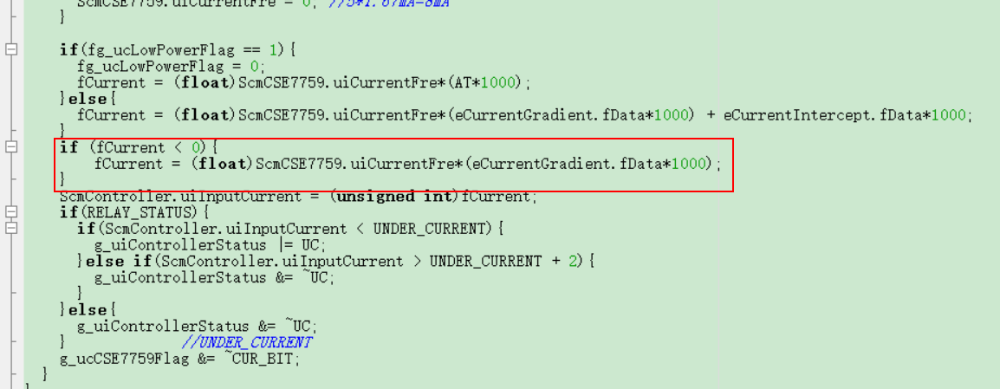 ScmCSE7759.uiCurrentFre = 0; //5*1.67mA=8mA
}
if(fg_ucLowPowerFlag == 1){
fg_ucLowPowerFlag = 0;
fCurrent = (float)ScmCSE7759.uiCurrentFre*(AT*1000);
}else{
fCurrent = (float)ScmCSE7759.uiCurrentFre*(eCurrentGradient.fData*1000) + eCurrentIntercept.fData*1000;
}
if (fCurrent < 0){
fCurrent = (float)ScmCSE7759.uiCurrentFre*(eCurrentGradient.fData*1000);
}
ScmController.uiInputCurrent = (unsigned int)fCurrent;
if(RELAY_STATUS){
if(ScmController.uiInputCurrent < UNDER_CURRENT){
g_uiControllerStatus |= UC;
}else if(ScmController.uiInputCurrent > UNDER_CURRENT + 2){
g_uiControllerStatus &= ~UC;
}
}else{
g_uiControllerStatus &= ~UC;
} //UNDER_CURRENT
g_ucCSE7759Flag &= ~CUR_BIT;
}